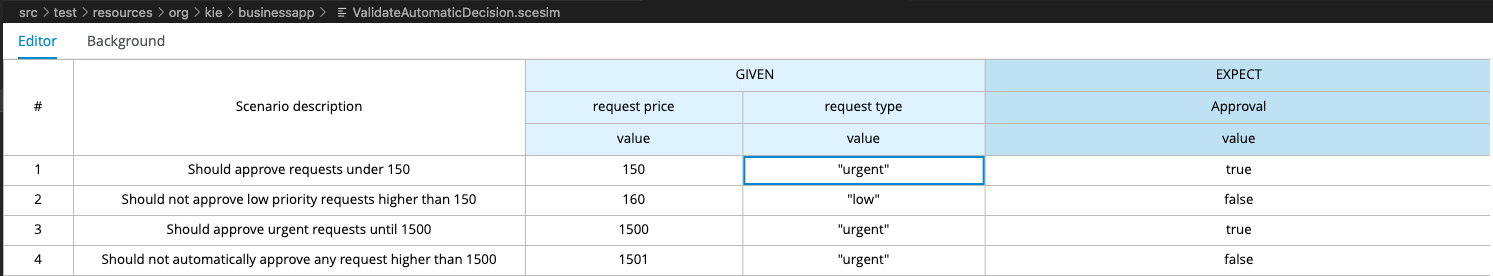 src > test > resources > org > kie > businessapp > ValidateAutomaticDecision.scesim
Editor Background
# Scenario description GIVEN EXPECT
request price request type Approval
value value value
1 Should approve requests under 150 150 "urgent" true
2 Should not approve low priority requests higher than 150 160 "low" false
3 Should approve urgent requests until 1500 1500 "urgent" true
4 Should not automatically approve any request higher than 1500 1501 "urgent" false